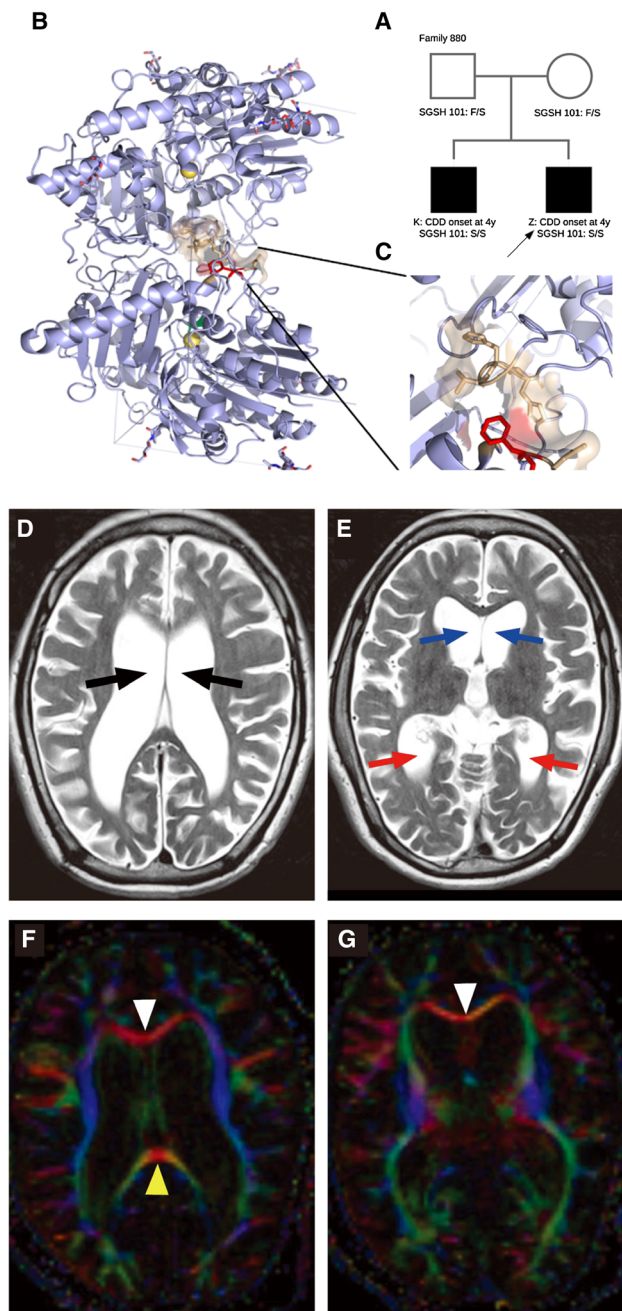 B
A
Family 880
SGSH 101: F/S
SGSH 101: F/S
K: CDD onset at 4y
SGSH 101: S/S
Z: CDD onset at 4y
SGSH 101: S/S
C
D
E
F
G